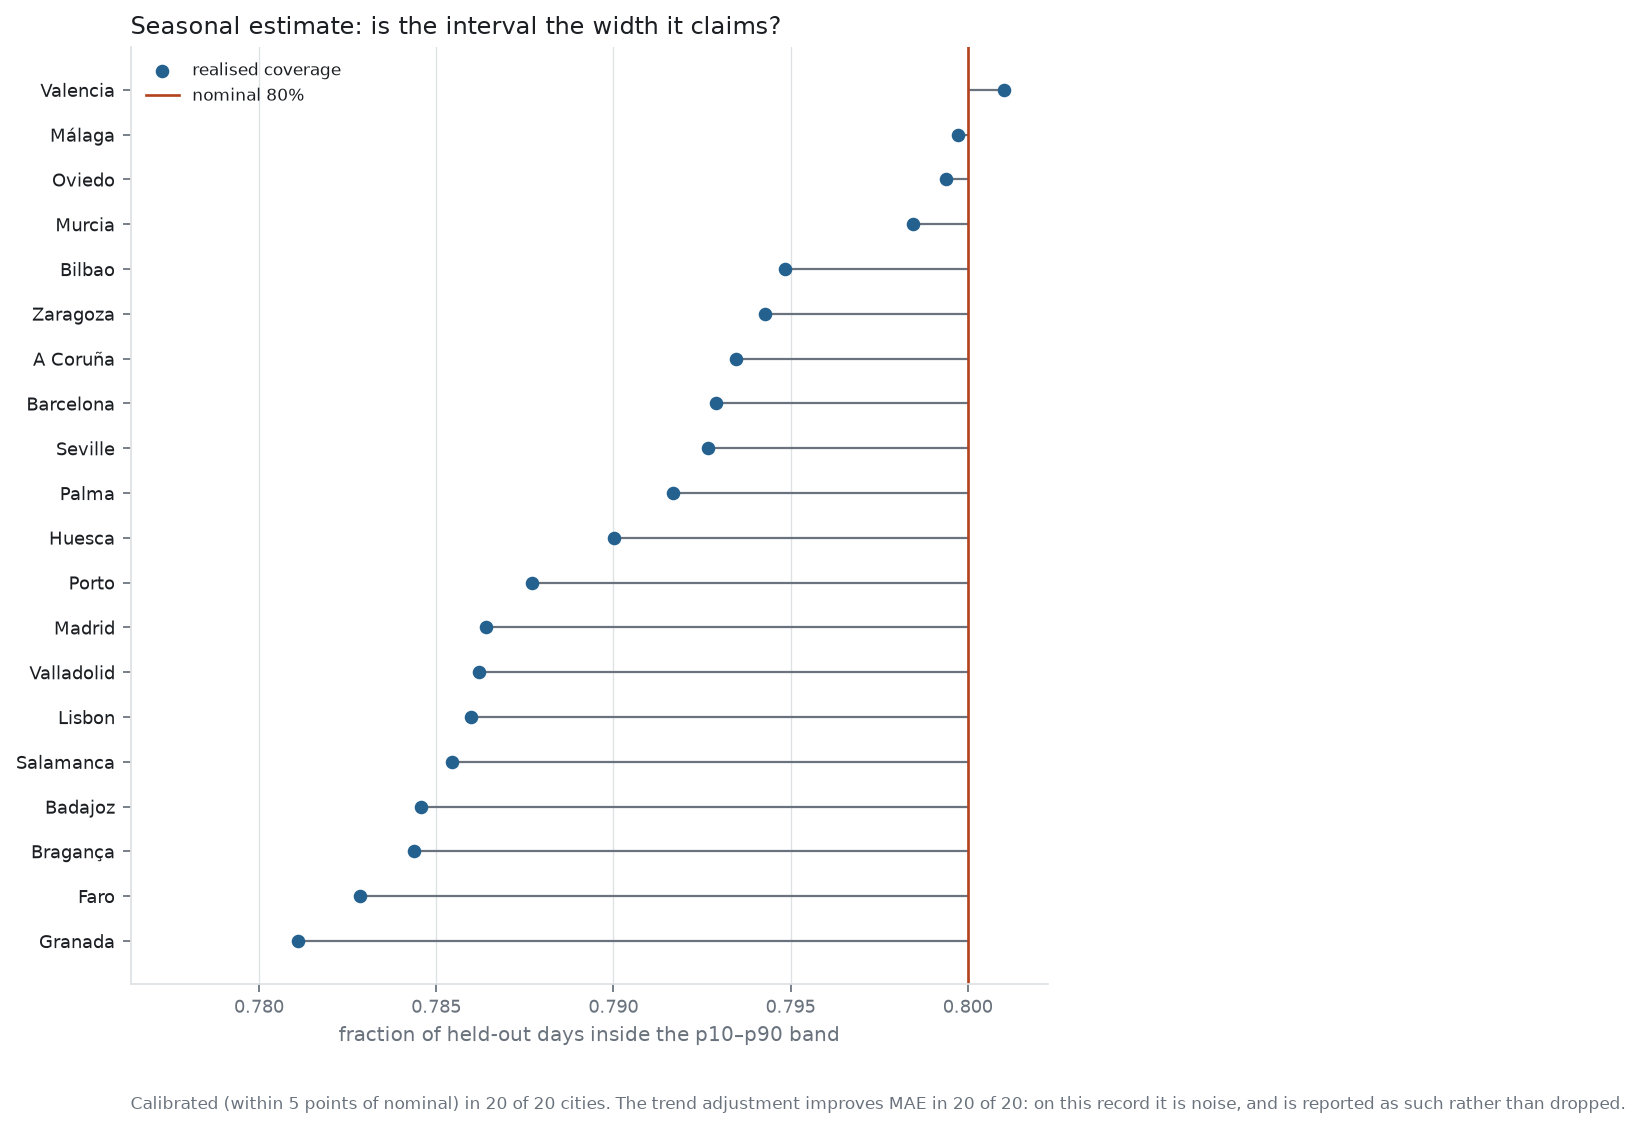 Seasonal estimate: is the interval the width it claims?
realised coverage
nominal 80%
Valencia
Málaga
Oviedo
Murcia
Bilbao
Zaragoza
A Coruña
Barcelona
Seville
Palma
Huesca
Porto
Madrid
Valladolid
Lisbon
Salamanca
Badajoz
Bragança
Faro
Granada
0.780 0.785 0.790 0.795 0.800
fraction of held-out days inside the p10–p90 band
Calibrated (within 5 points of nominal) in 20 of 20 cities. The trend adjustment improves MAE in 20 of 20: on this record it is noise, and is reported as such rather than dropped.